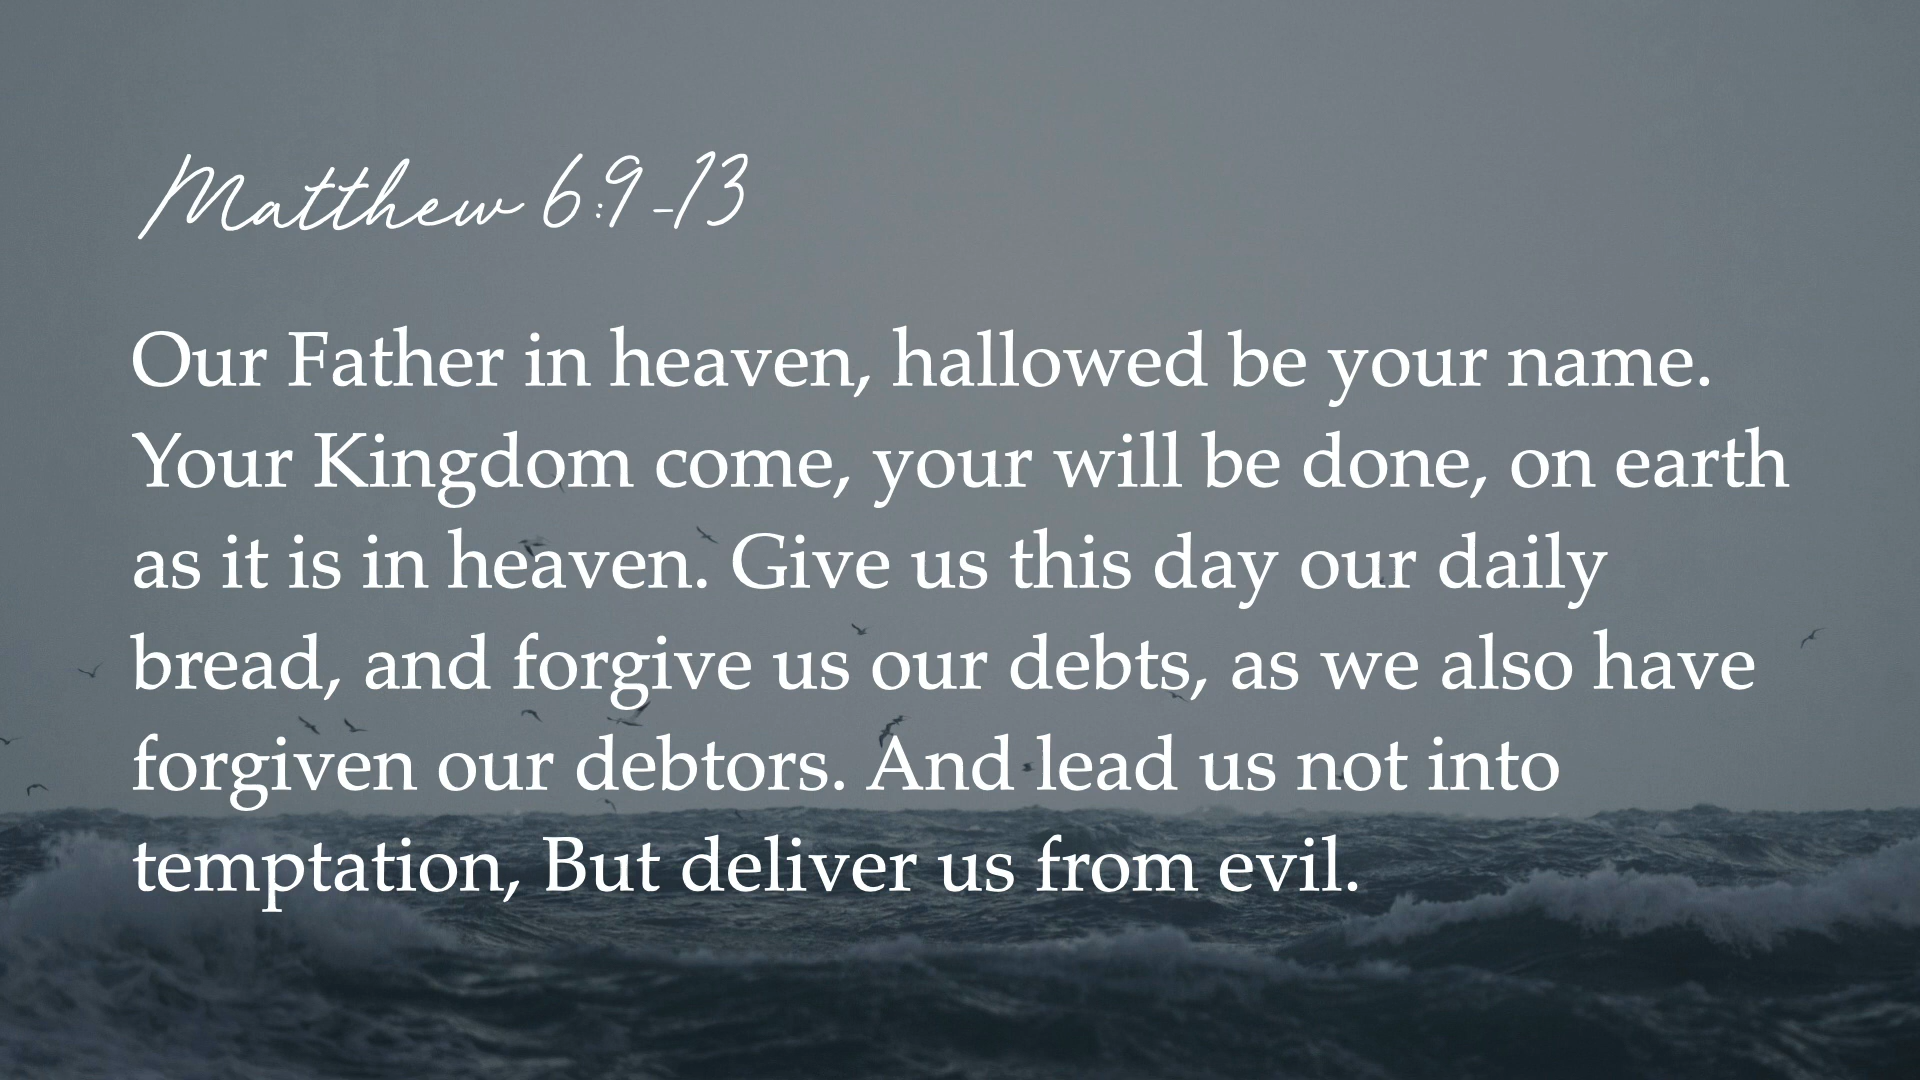 Matthew 6:9-13
Our Father in heaven, hallowed be your name.
Your Kingdom come, your will be done, on earth
as it is in heaven. Give us this day our daily
bread, and forgive us our debts, as we also have
forgiven our debtors. And lead us not into
temptation, But deliver us from evil.